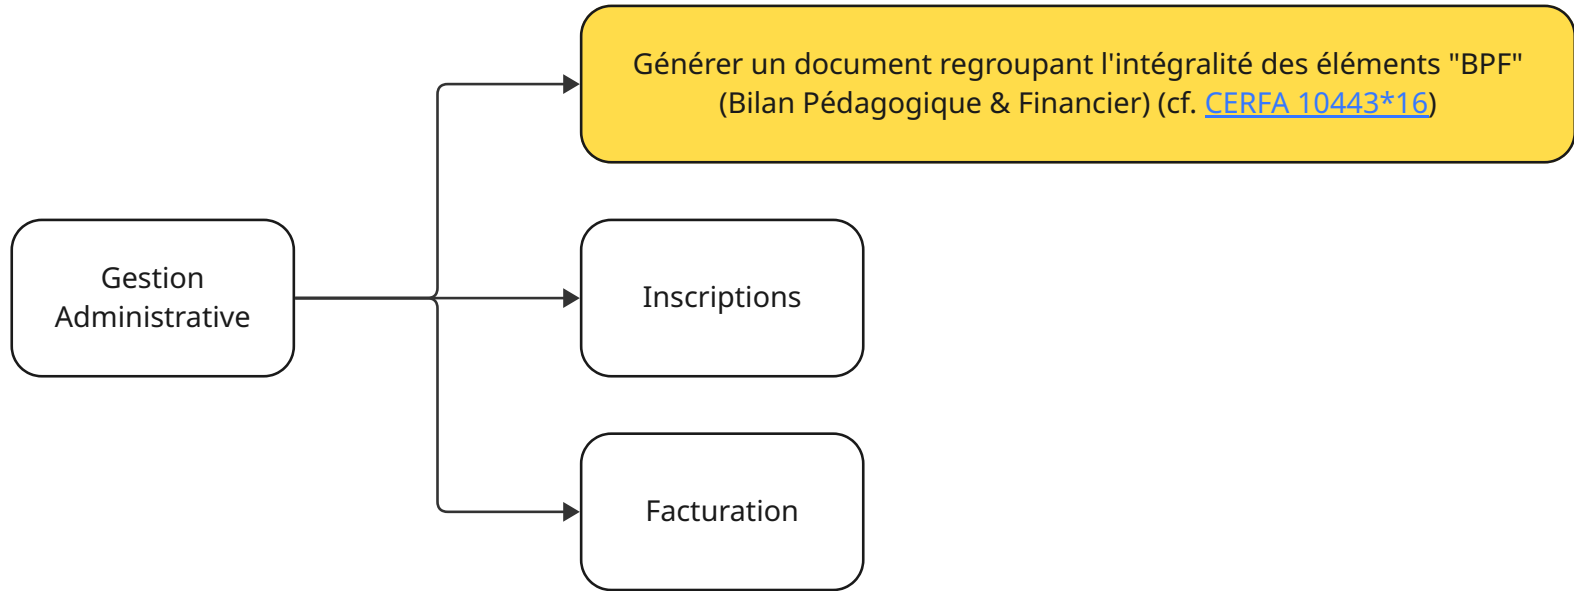 Générer un document regroupant l'intégralité des éléments "BPF"
(Bilan Pédagogique & Financier) (cf. CERFA 10443*16)
Gestion
Administrative
Inscriptions
Facturation